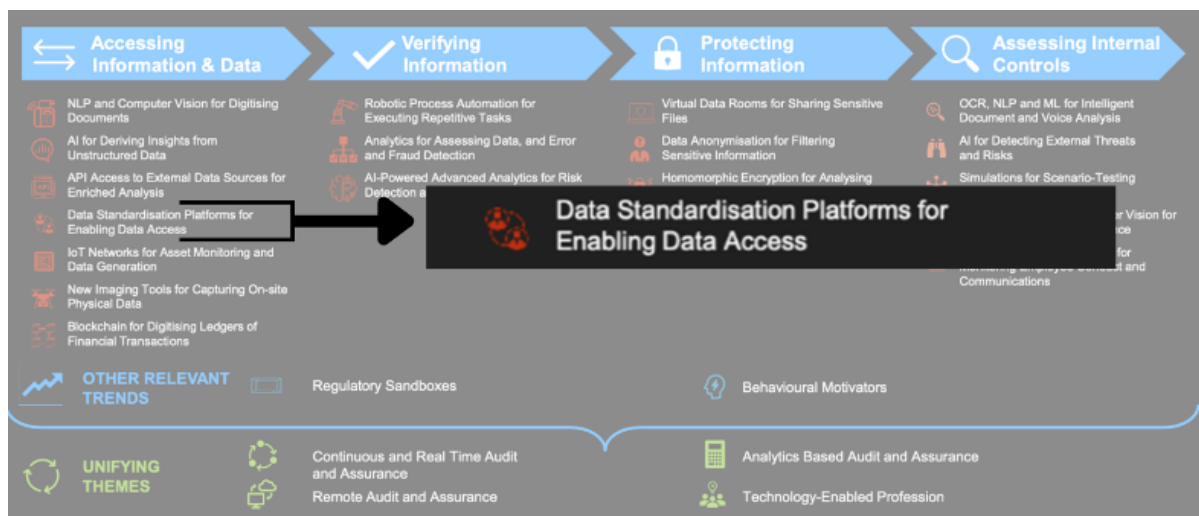 Accessing
Information & Data
Verifying
Information
Protecting
Information
Assessing Internal
Controls
NLP and Computer Vision for Digitising
Documents
AI for Deriving Insights from
Unstructured Data
API Access to External Data Sources for
Enriched Analysis
Data Standardisation Platforms for
Enabling Data Access
IoT Networks for Asset Monitoring and
Data Generation
New Imaging Tools for Capturing On-site
Physical Data
Blockchain for Digitising Ledgers of
Financial Transactions
Robotic Process Automation for
Executing Repetitive Tasks
Analytics for Assessing Data, and Error
and Fraud Detection
AI-Powered Advanced Analytics for Risk
Detection
Virtual Data Rooms for Sharing Sensitive
Files
Data Anonymisation for Filtering
Sensitive Information
Homomorphic Encryption for Analysing
OCR, NLP and ML for Intelligent
Document and Voice Analysis
AI for Detecting External Threats
and Risks
Simulations for Scenario-Testing
Vision for
for
Monitoring Employee Conduct and
Communications
Data Standardisation Platforms for
Enabling Data Access
OTHER RELEVANT
TRENDS
Regulatory Sandboxes
Behavioural Motivators
UNIFYING
THEMES
Continuous and Real Time Audit
and Assurance
Remote Audit and Assurance
Analytics Based Audit and Assurance
Technology-Enabled Profession